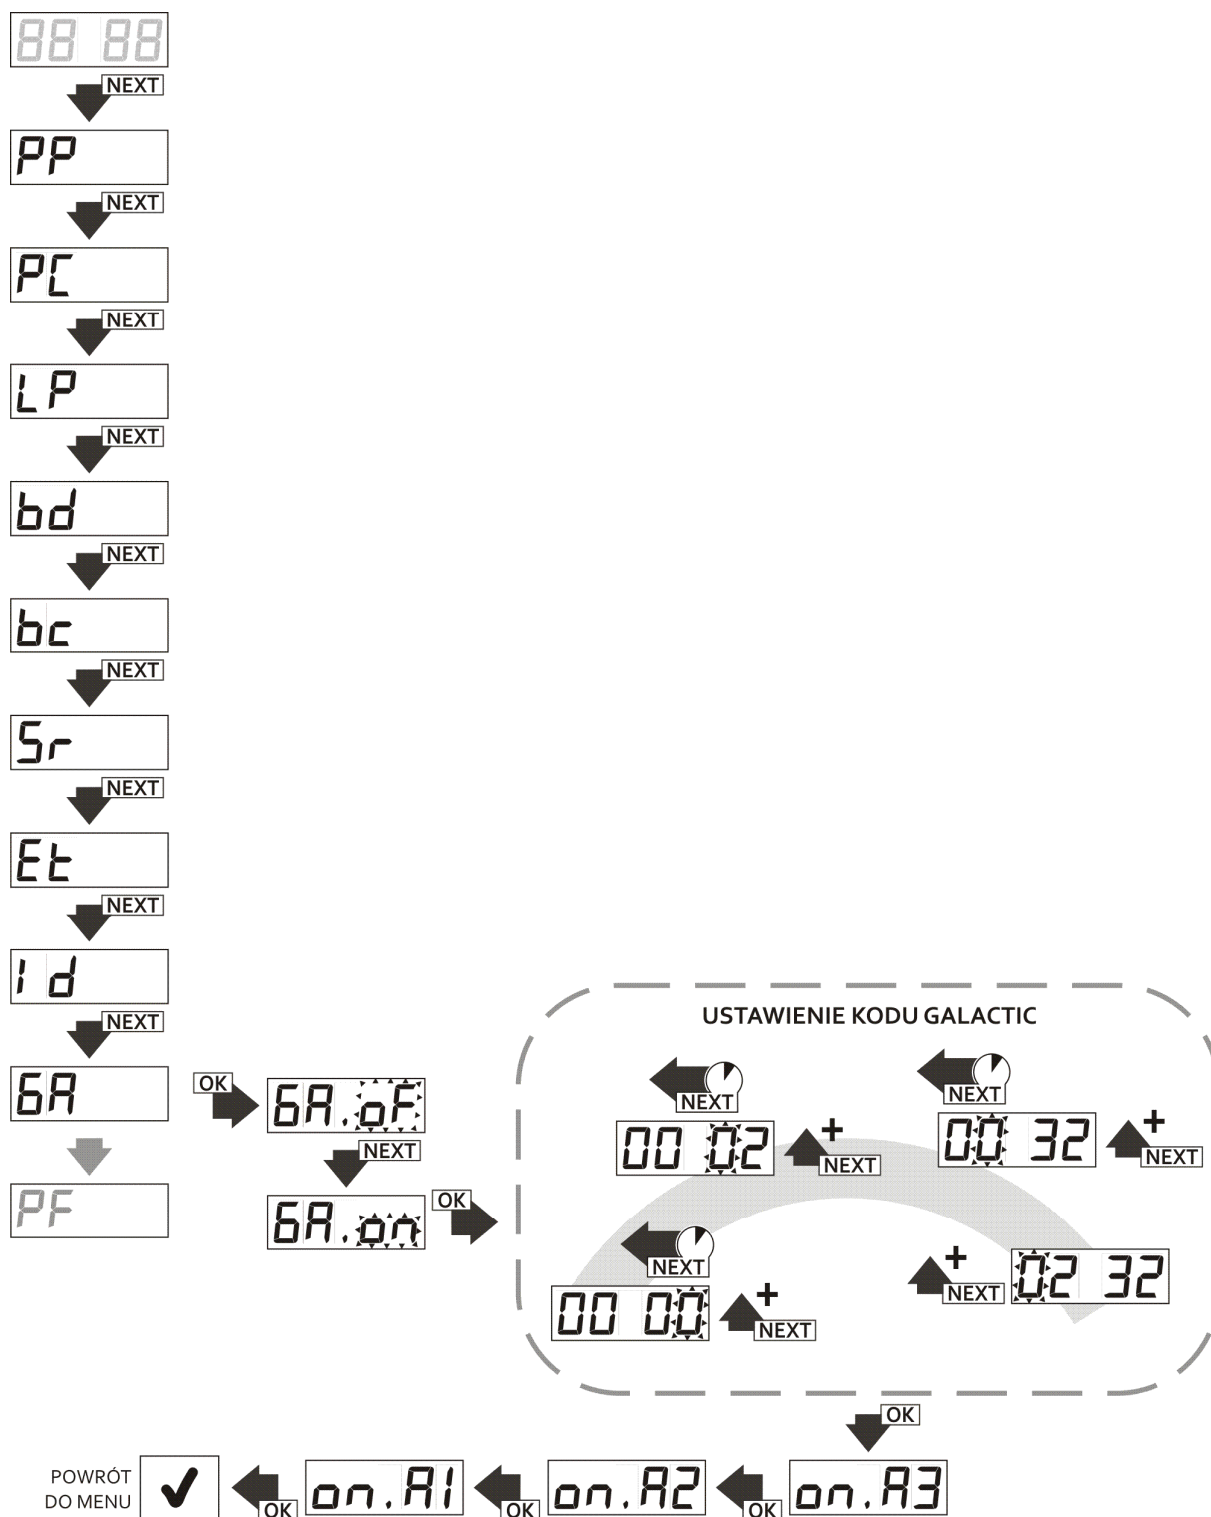 88 88
NEXT
PP
NEXT
PC
NEXT
LP
NEXT
bd
NEXT
bc
NEXT
Sr
NEXT
Et
NEXT
Id
NEXT
GA
OK
GA.oF
NEXT
GA.on
OK
PF
USTAWIENIE KODU GALACTIC
NEXT
00 02
+
NEXT
NEXT
00 32
+
NEXT
NEXT
00 00
+
NEXT
+
NEXT
02 32
OK
POWRÓT
DO MENU
✓
OK
on.A1
OK
on.A2
OK
on.A3